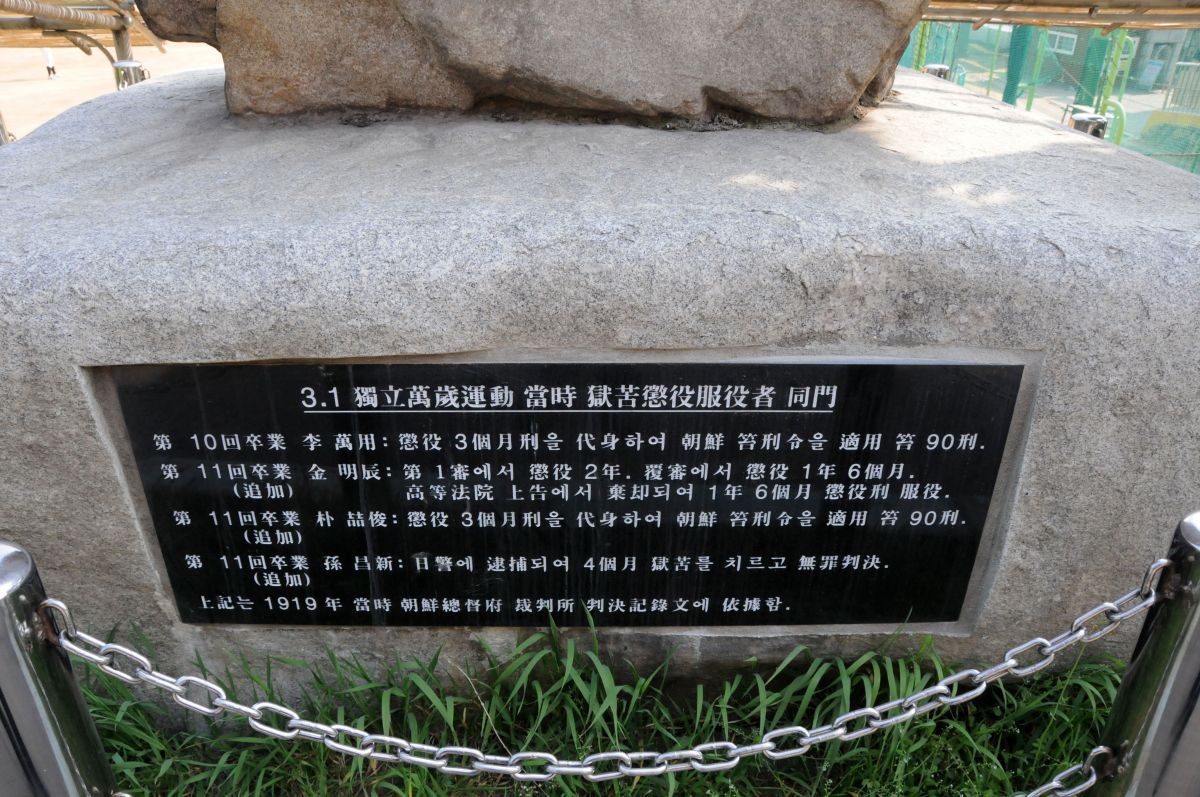 3.1 獨立萬歲運動 當時 獄苦懲役服役者 同門
第 10回卒業 李 萬用: 懲役 3個月刑을 代身하여 朝鮮 笞刑令을 適用 笞 90刑.
第 11回卒業 金 明辰: 第 1審에서 懲役 2年. 覆審에서 懲役 1年 6個月.
(追加) 高等法院 上告에서 棄却되여 1年 6個月 懲役刑 服役.
第 11回卒業 朴 喆俊: 懲役 3個月刑을 代身하여 朝鮮 笞刑令을 適用 笞 90刑.
(追加)
第 11回卒業 孫 昌新: 日警에 逮捕되여 4個月 獄苦를 치르고 無罪判決.
(追加)
上記는 1919年 當時 朝鮮總督府 裁判所 判決記錄文에 依據함.